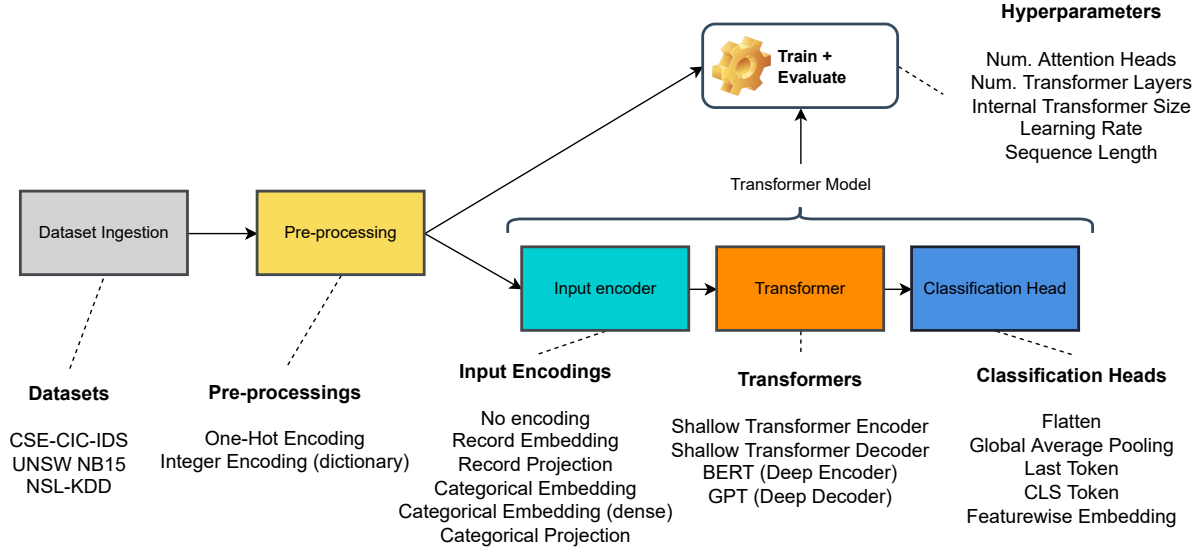 Hyperparameters
Num. Attention Heads
Num. Transformer Layers
Internal Transformer Size
Learning Rate
Sequence Length
Train +
Evaluate
Transformer Model
Dataset Ingestion
Pre-processing
Input encoder
Transformer
Classification Head
Datasets
CSE-CIC-IDS
UNSW NB15
NSL-KDD
Pre-processings
One-Hot Encoding
Integer Encoding (dictionary)
Input Encodings
No encoding
Record Embedding
Record Projection
Categorical Embedding
Categorical Embedding (dense)
Categorical Projection
Transformers
Shallow Transformer Encoder
Shallow Transformer Decoder
BERT (Deep Encoder)
GPT (Deep Decoder)
Classification Heads
Flatten
Global Average Pooling
Last Token
CLS Token
Featurewise Embedding